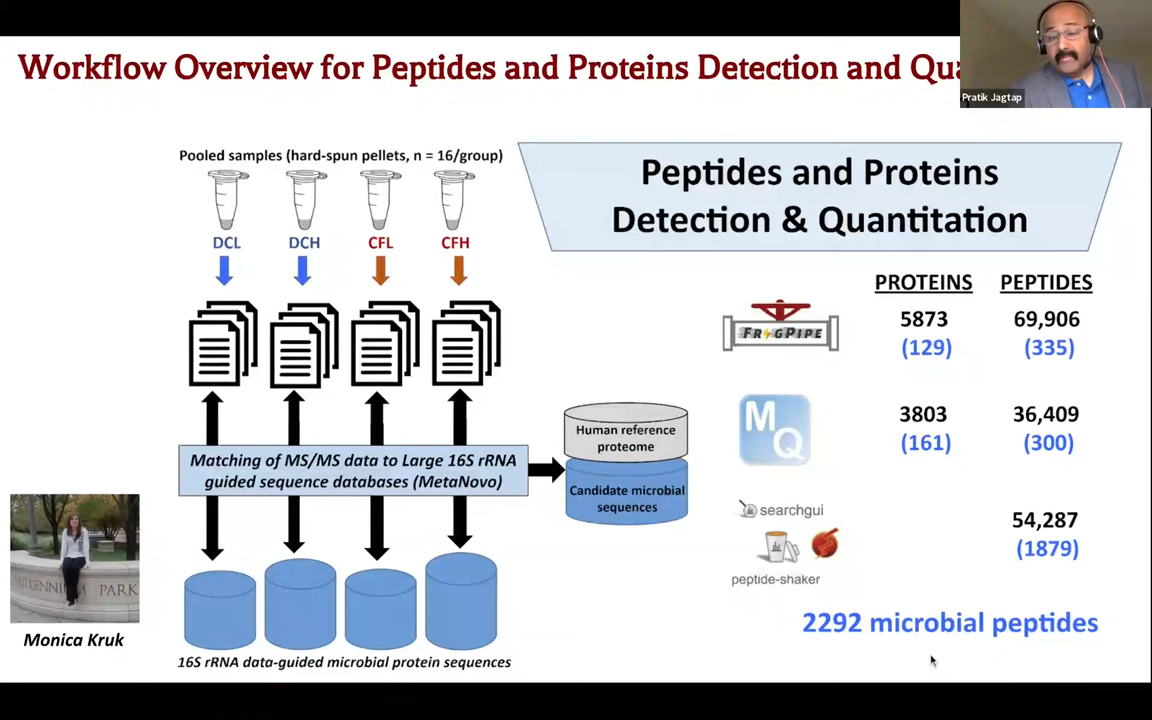 Workflow Overview for Peptides and Proteins Detection and Qua
Pratik Jagtap
Pooled samples (hard-spun pellets, n = 16/group)
DCL DCH CFL CFH
Peptides and Proteins
Detection & Quantitation
PROTEINS PEPTIDES
FRAGPIPE
5873 69,906
(129) (335)
MQ
3803 36,409
(161) (300)
Matching of MS/MS data to Large 16S rRNA
guided sequence databases (MetaNovo)
Human reference
proteome
Candidate microbial
sequences
searchgui
peptide-shaker
54,287
(1879)
2292 microbial peptides
MILLENNIUM PARK
Monica Kruk
16S rRNA data-guided microbial protein sequences